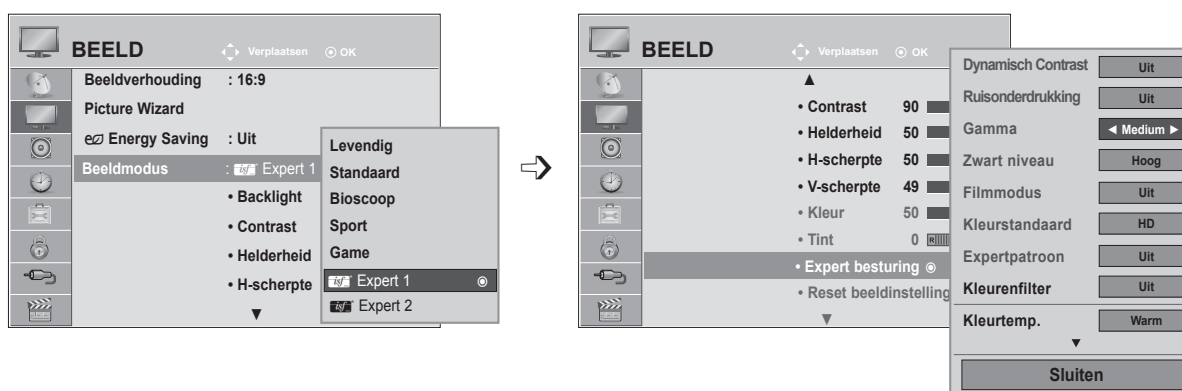 BEELD Verplaatsen OK
Beeldverhouding : 16:9
Picture Wizard
Energy Saving : Uit
Beeldmodus : isf Expert 1
• Backlight
• Contrast
• Helderheid
• H-scherpte
▼
Levendig
Standaard
Bioscoop
Sport
Game
isf Expert 1
isf Expert 2
BEELD Verplaatsen OK
▲
• Contrast 90
• Helderheid 50
• H-scherpte 50
• V-scherpte 49
• Kleur 50
• Tint 0 R
• Expert besturing
• Reset beeldinstelling
▼
Dynamisch Contrast Uit
Ruisonderdrukking Uit
Gamma ◀ Medium ▶
Zwart niveau Hoog
Filmmodus Uit
Kleurstandaard HD
Expertpatroon Uit
Kleurenfilter Uit
Kleurtemp. Warm
▼
Sluiten